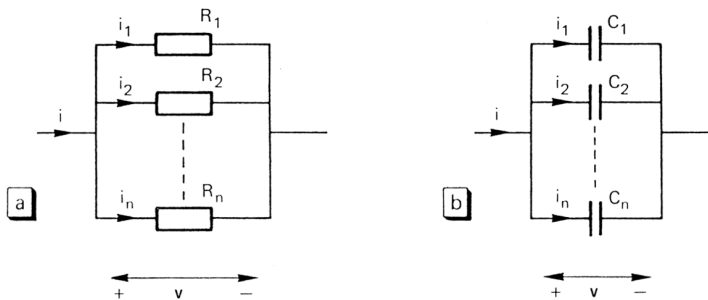 R₁
i₁
R₂
i₂
i
Rₙ
iₙ
a
+ v −
C₁
i₁
C₂
i₂
i
Cₙ
iₙ
b
+ v −